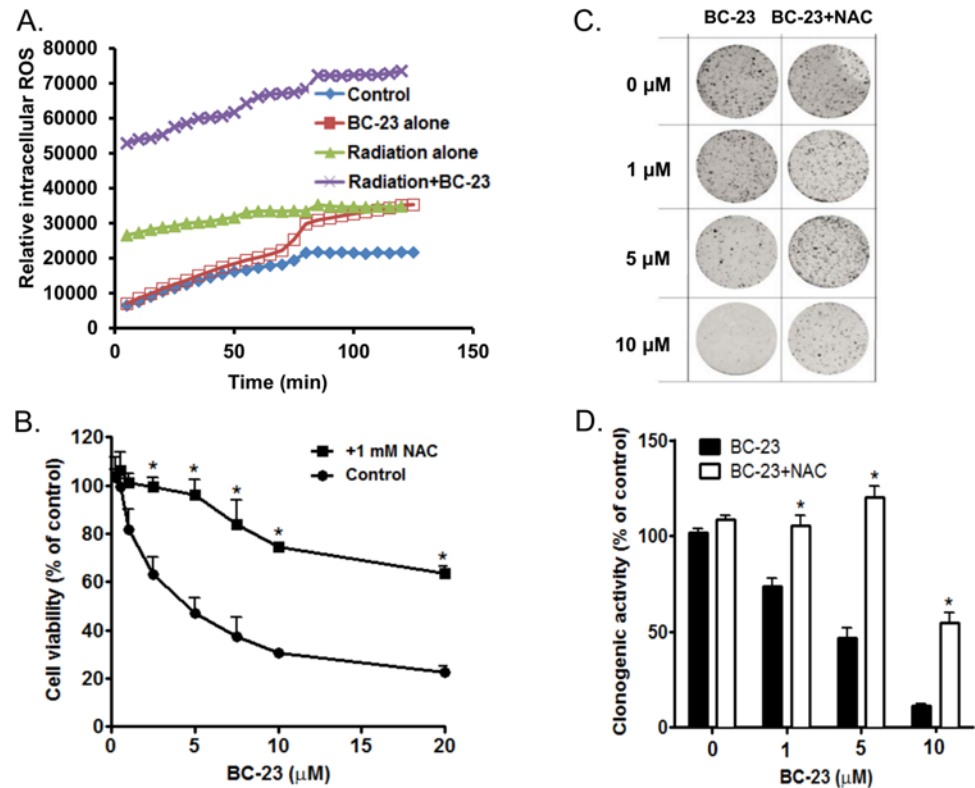 A.
80000
70000
60000
50000
40000
30000
20000
10000
0
0 50 100 150
Relative intracellular ROS
Time (min)
Control
BC-23 alone
Radiation alone
Radiation+BC-23
B.
120
100
80
60
40
20
0
0 5 10 15 20
Cell viability (% of control)
BC-23 (μM)
+1 mM NAC
Control
* * * * *
C.
BC-23 BC-23+NAC
0 μM
1 μM
5 μM
10 μM
D.
150
100
50
0
0 1 5 10
Clonogenic activity (% of control)
BC-23 (μM)
BC-23
BC-23+NAC
* * *